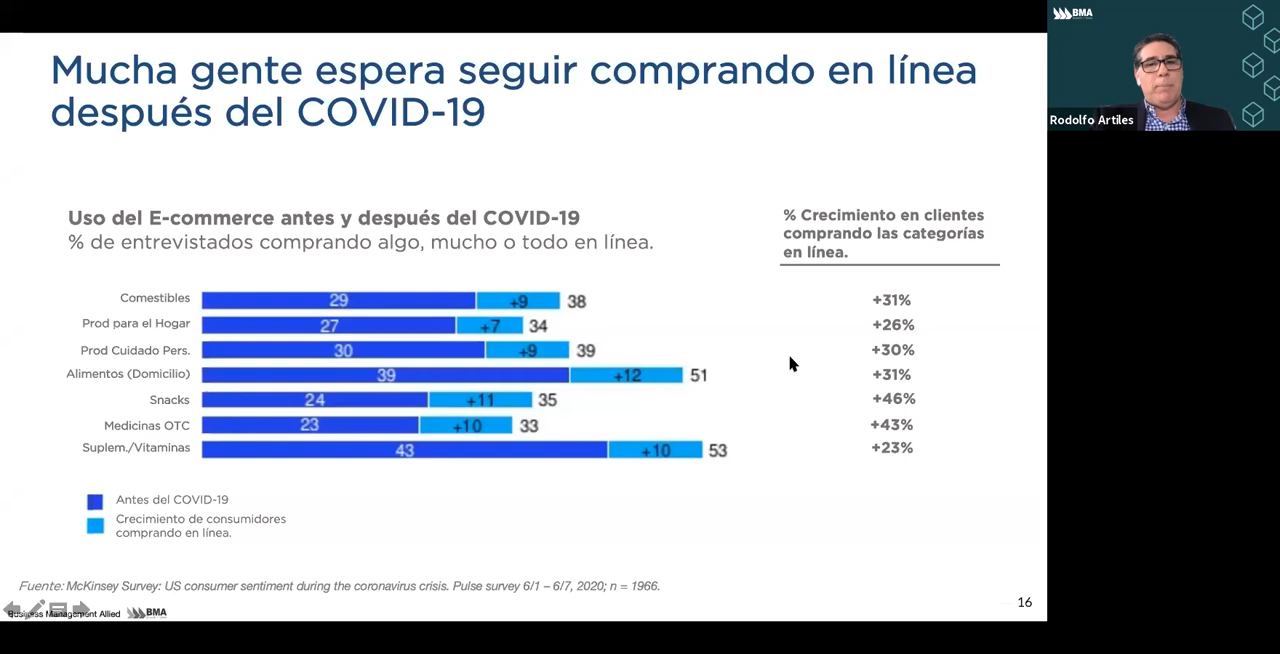 Mucha gente espera seguir comprando en línea
después del COVID-19
BMA
Rodolfo Artiles
Uso del E-commerce antes y después del COVID-19
% de entrevistados comprando algo, mucho o todo en línea.
% Crecimiento en clientes
comprando las categorías
en línea.
Comestibles 29 +9 38 +31%
Prod para el Hogar 27 +7 34 +26%
Prod Cuidado Pers. 30 +9 39 +30%
Alimentos (Domicilio) 39 +12 51 +31%
Snacks 24 +11 35 +46%
Medicinas OTC 23 +10 33 +43%
Suplem./Vitaminas 43 +10 53 +23%
Antes del COVID-19
Crecimiento de consumidores
comprando en línea.
Fuente: McKinsey Survey: US consumer sentiment during the coronavirus crisis. Pulse survey 6/1 – 6/7, 2020; n = 1966.
16
Business Management Allied BMA